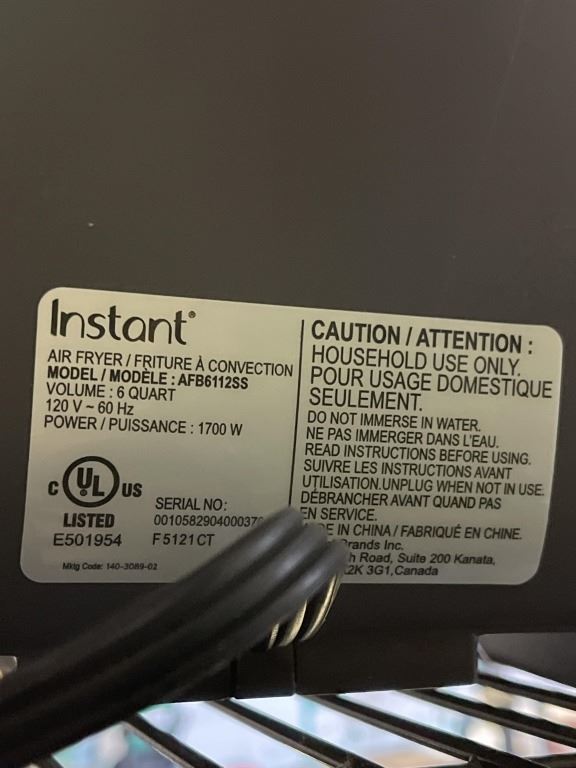 Instant®
AIR FRYER / FRITURE À CONVECTION
MODEL / MODÈLE : AFB6112SS
VOLUME : 6 QUART
120 V ~ 60 Hz
POWER / PUISSANCE : 1700 W
C UL US
LISTED
E501954
SERIAL NO:
F5121CT
Mktg Code: 140-3089-02
CAUTION / ATTENTION :
HOUSEHOLD USE ONLY.
POUR USAGE DOMESTIQUE
SEULEMENT.
DO NOT IMMERSE IN WATER.
NE PAS IMMERGER DANS L'EAU.
READ INSTRUCTIONS BEFORE USING.
SUIVRE LES INSTRUCTIONS AVANT
UTILISATION.UNPLUG WHEN NOT IN USE.
DÉBRANCHER AVANT QUAND PAS
EN SERVICE.
IN CHINA / FABRIQUÉ EN CHINE.
Brands Inc.
Road, Suite 200 Kanata,
3G1,Canada